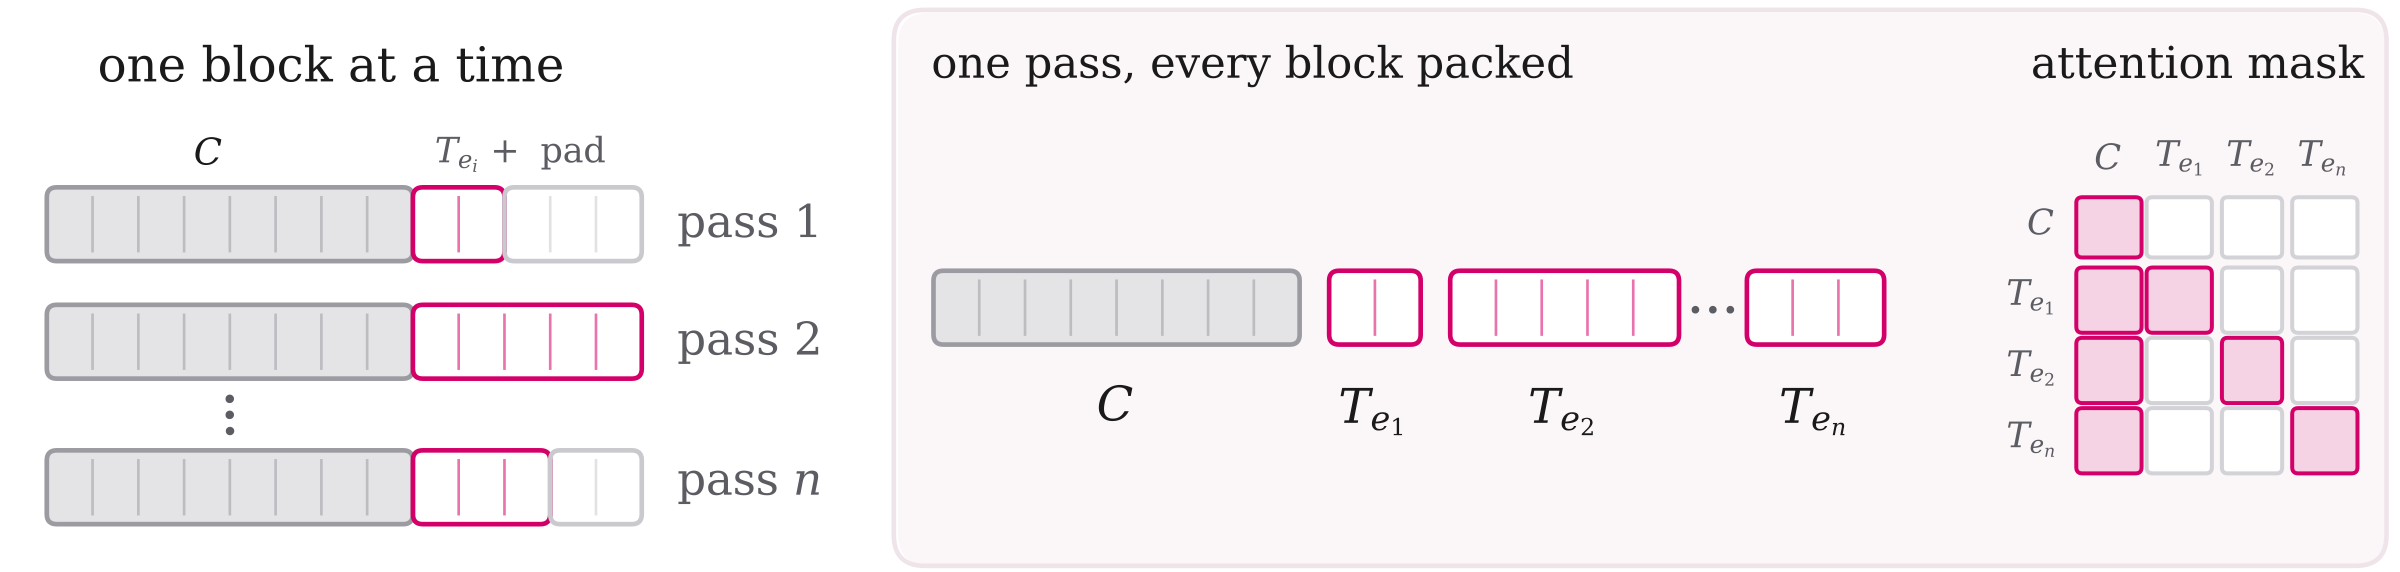 one block at a time
C T_{e_i} + pad
pass 1
pass 2
⋮
pass n
one pass, every block packed
…
C T_{e_1} T_{e_2} T_{e_n}
attention mask
C T_{e_1} T_{e_2} T_{e_n}
C
T_{e_1}
T_{e_2}
T_{e_n}